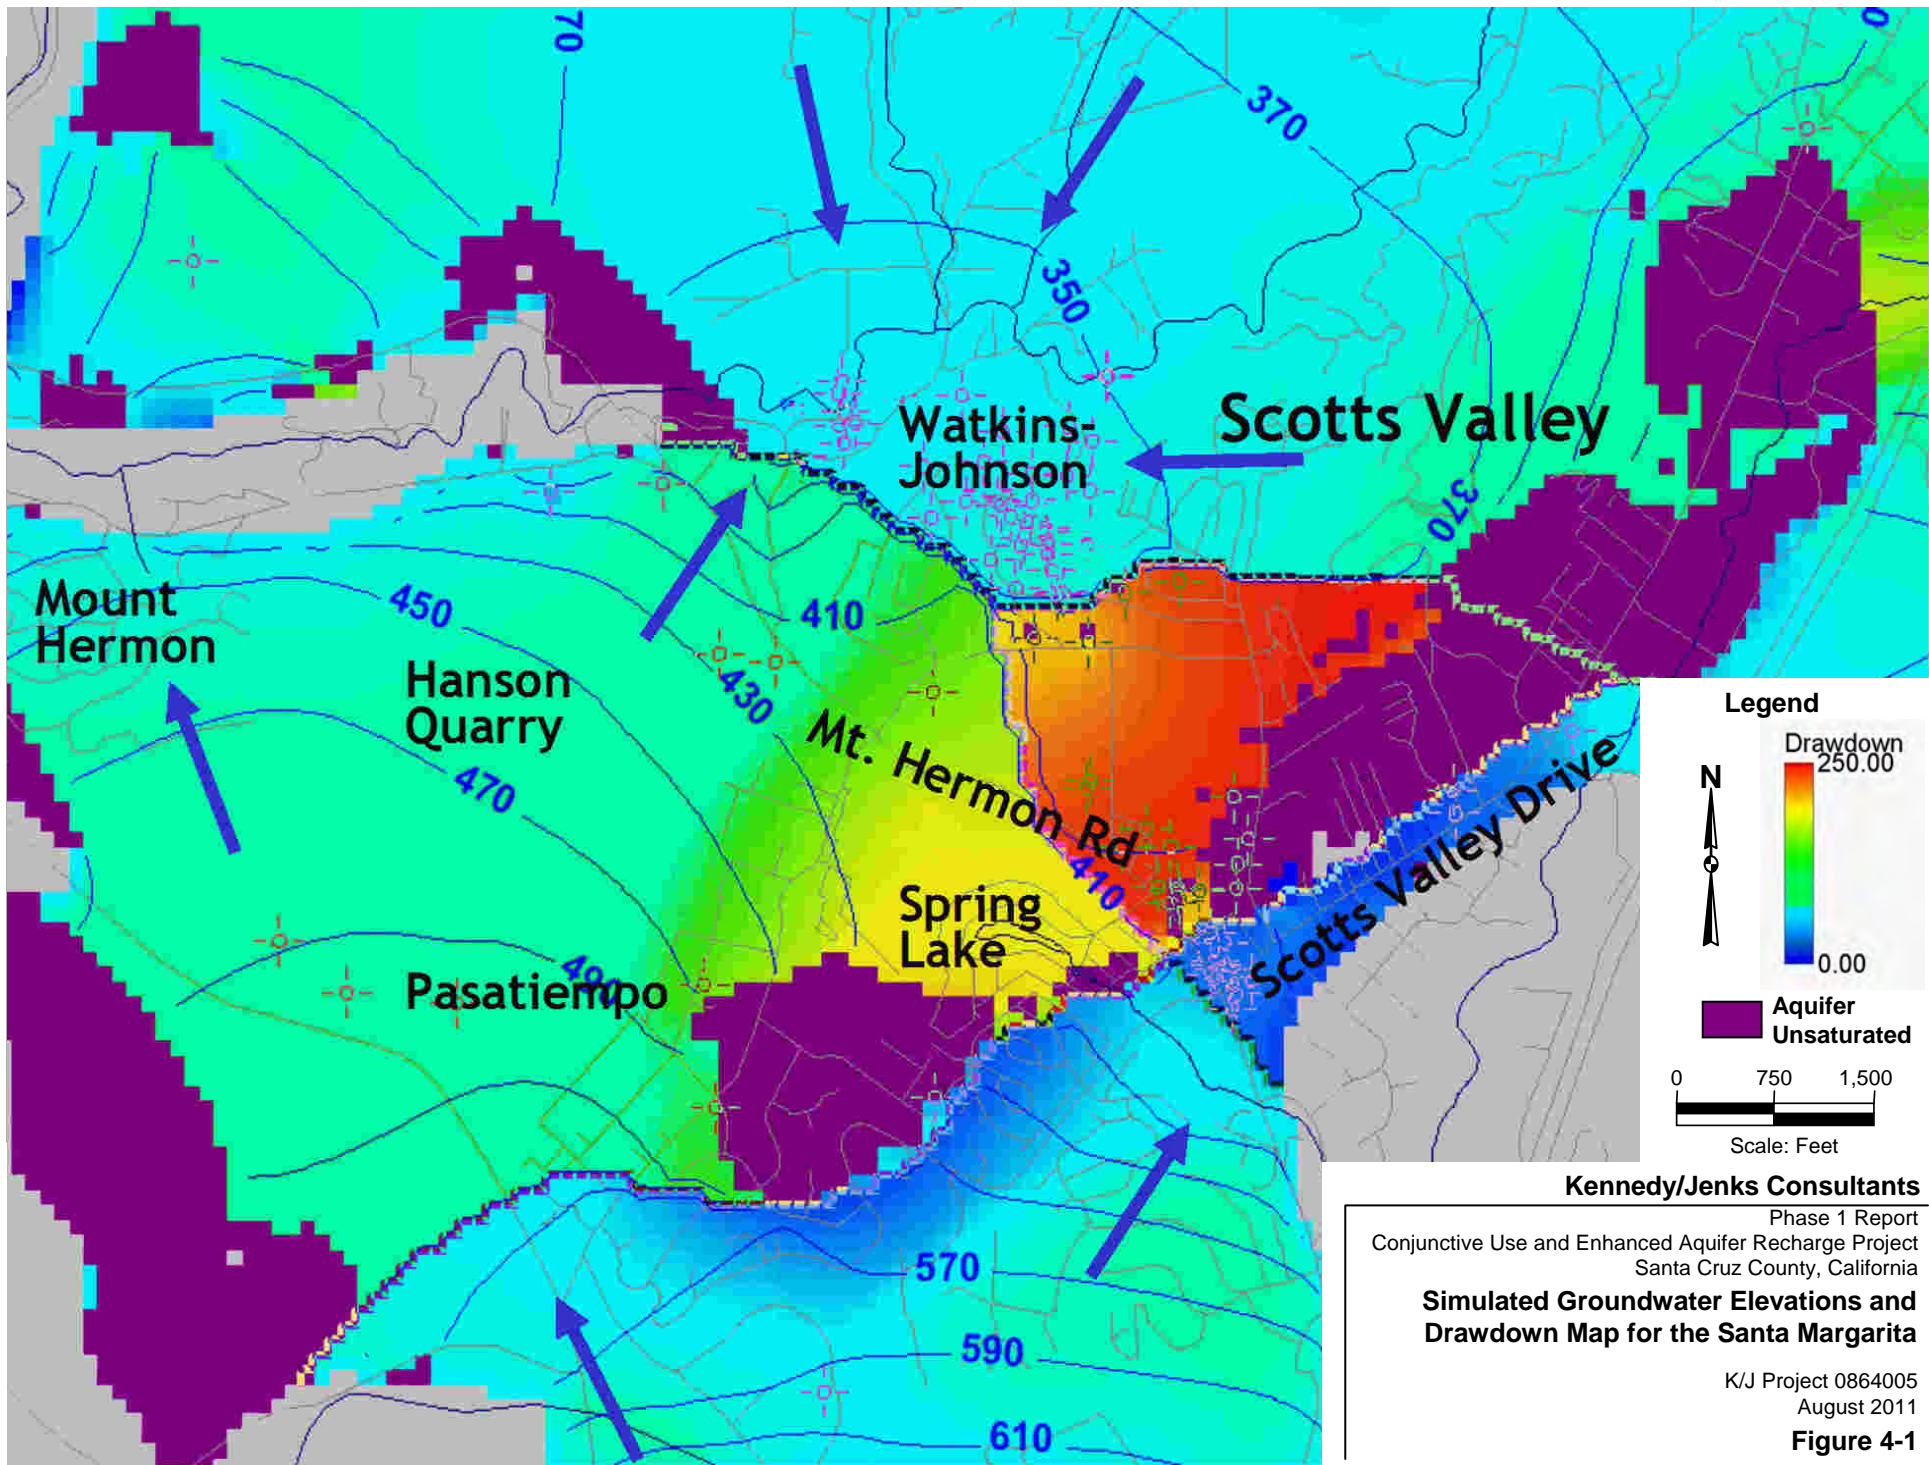 70
0
370
350
Watkins-
Johnson
Scotts Valley
370
Mount
Hermon
450
410
Hanson
Quarry
430
Mt. Hermon Rd
470
410
Spring
Lake
Scotts Valley Drive
490
Pasatiempo
570
590
610
Legend
Drawdown
250.00
0.00
N
Aquifer
Unsaturated
0 750 1,500
Scale: Feet
Kennedy/Jenks Consultants
Phase 1 Report
Conjunctive Use and Enhanced Aquifer Recharge Project
Santa Cruz County, California
Simulated Groundwater Elevations and
Drawdown Map for the Santa Margarita
K/J Project 0864005
August 2011
Figure 4-1